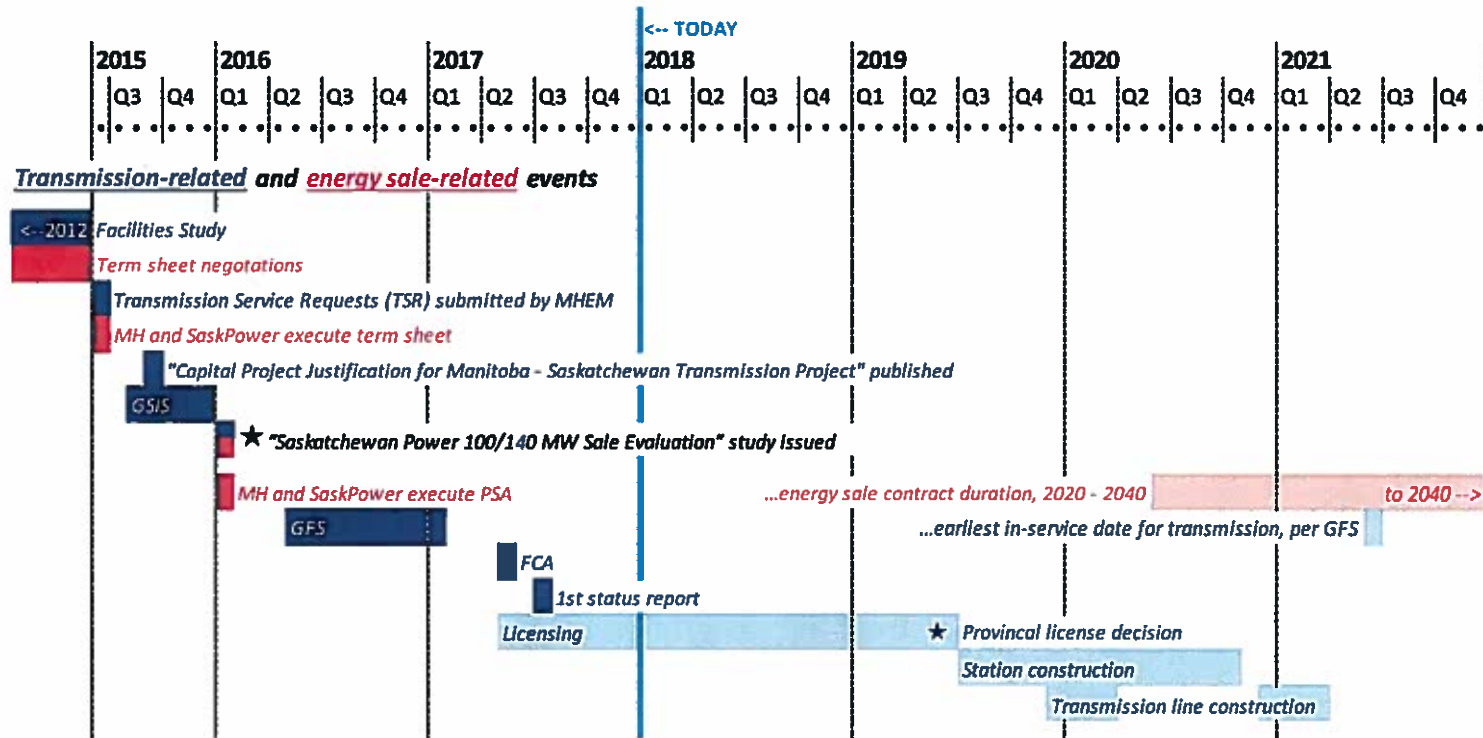 <-- TODAY
2015 2016 2017 2018 2019 2020 2021
Q3 Q4 Q1 Q2 Q3 Q4 Q1 Q2 Q3 Q4 Q1 Q2 Q3 Q4 Q1 Q2 Q3 Q4 Q1 Q2 Q3 Q4 Q1 Q2 Q3 Q4
Transmission-related and energy sale-related events
<--2012 Facilities Study
Term sheet negotations
Transmission Service Requests (TSR) submitted by MHEM
MH and SaskPower execute term sheet
"Capital Project Justification for Manitoba - Saskatchewan Transmission Project" published
GSIS
★ "Saskatchewan Power 100/140 MW Sale Evaluation" study issued
MH and SaskPower execute PSA ...energy sale contract duration, 2020 - 2040 to 2040 -->
GFS ...earliest in-service date for transmission, per GFS
FCA
1st status report
Licensing ★ Provincal license decision
Station construction
Transmission line construction